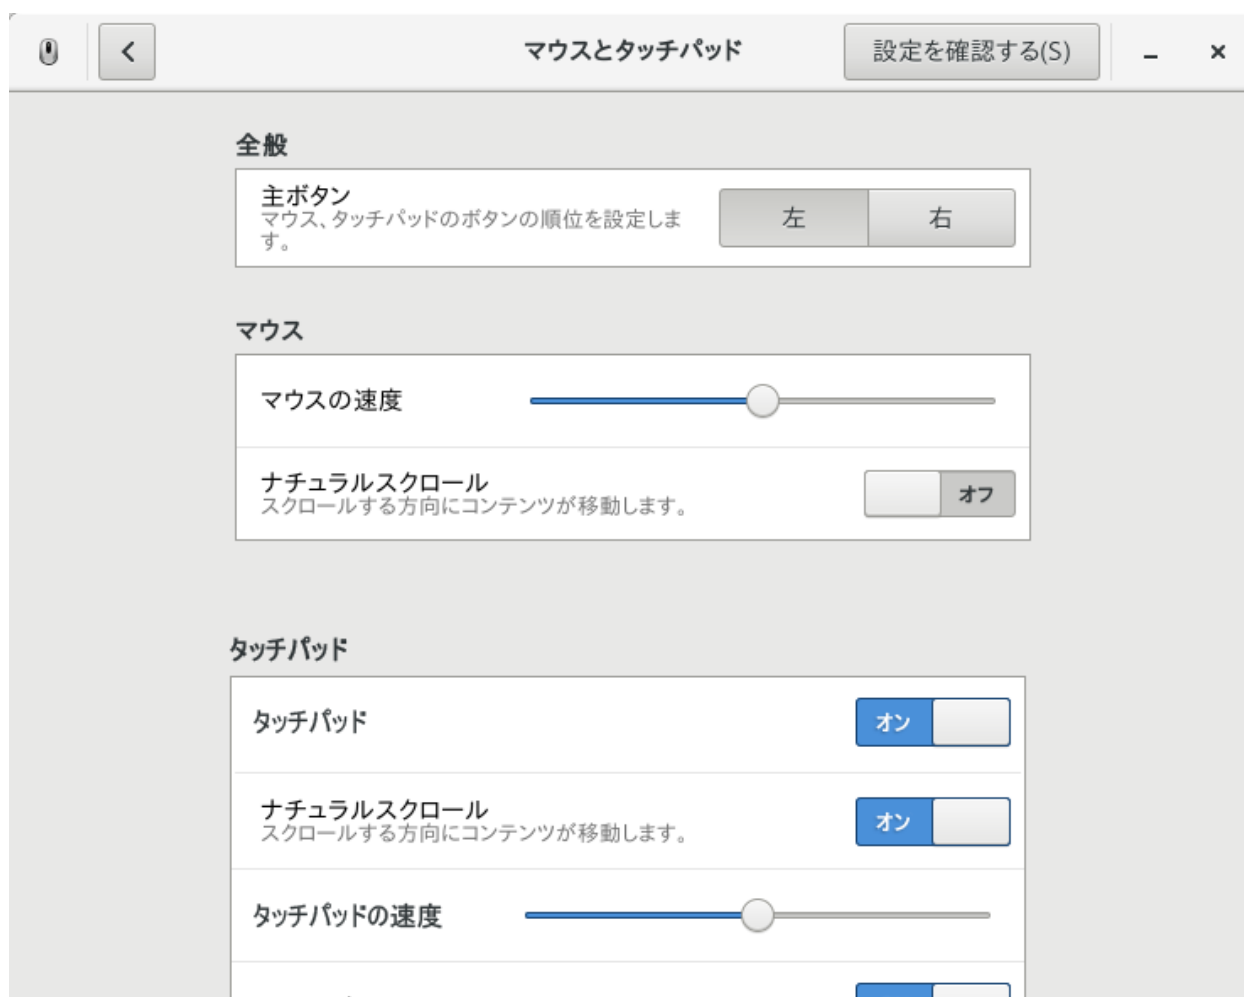 マウスとタッチパッド
設定を確認する(S)
全般
主ボタン
マウス、タッチパッドのボタンの順位を設定しま
す。
左
右
マウス
マウスの速度
ナチュラルスクロール
スクロールする方向にコンテンツが移動します。
オフ
タッチパッド
タッチパッド
オン
ナチュラルスクロール
スクロールする方向にコンテンツが移動します。
オン
タッチパッドの速度